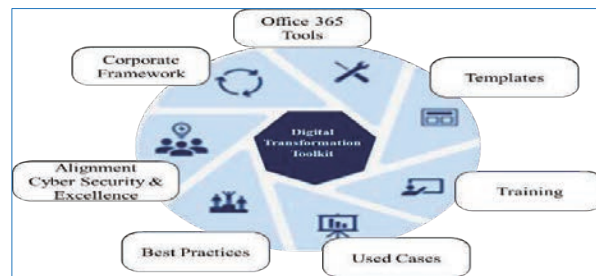 Office 365
Tools
Corporate
Framework
Templates
Digital
Transformation
Toolkit
Alignment
Cyber Security &
Excellence
Training
Best Practices
Used Cases